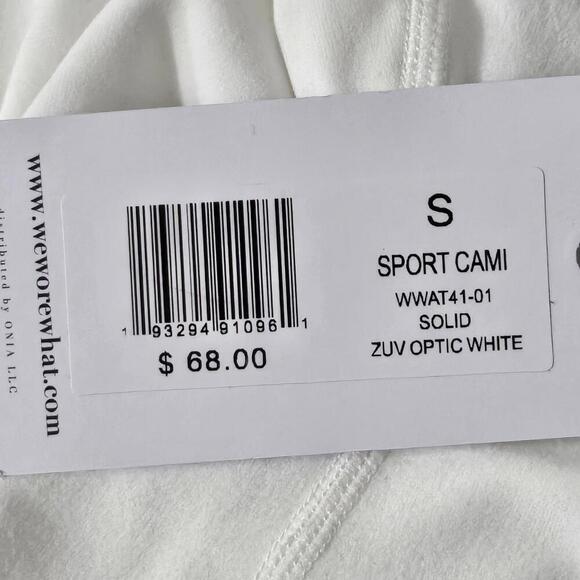 www.weworewhat.com
distributed by ONIA LLC
1 93294 91096 1
$ 68.00
S
SPORT CAMI
WWAT41-01
SOLID
ZUV OPTIC WHITE